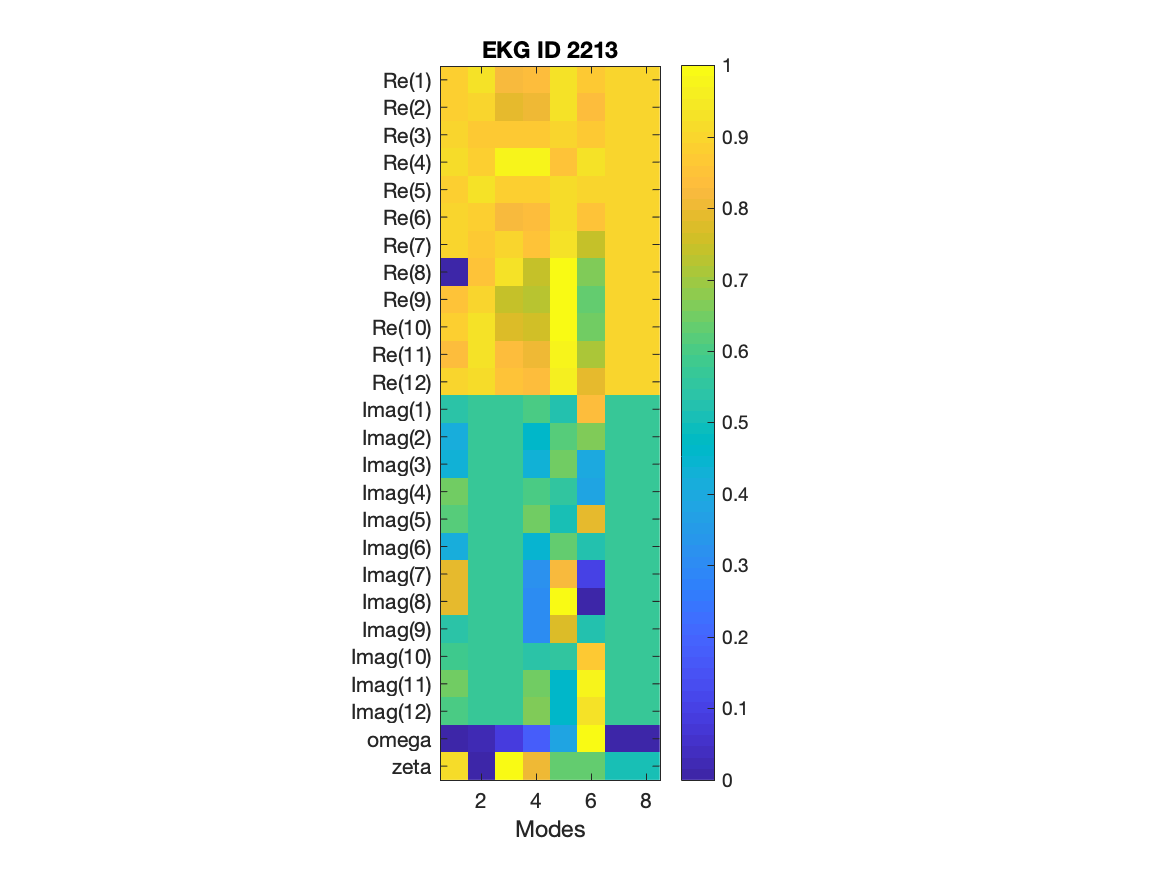 EKG ID 2213
Re(1)
Re(2)
Re(3)
Re(4)
Re(5)
Re(6)
Re(7)
Re(8)
Re(9)
Re(10)
Re(11)
Re(12)
Imag(1)
Imag(2)
Imag(3)
Imag(4)
Imag(5)
Imag(6)
Imag(7)
Imag(8)
Imag(9)
Imag(10)
Imag(11)
Imag(12)
omega
zeta
2 4 6 8
Modes
1
0.9
0.8
0.7
0.6
0.5
0.4
0.3
0.2
0.1
0